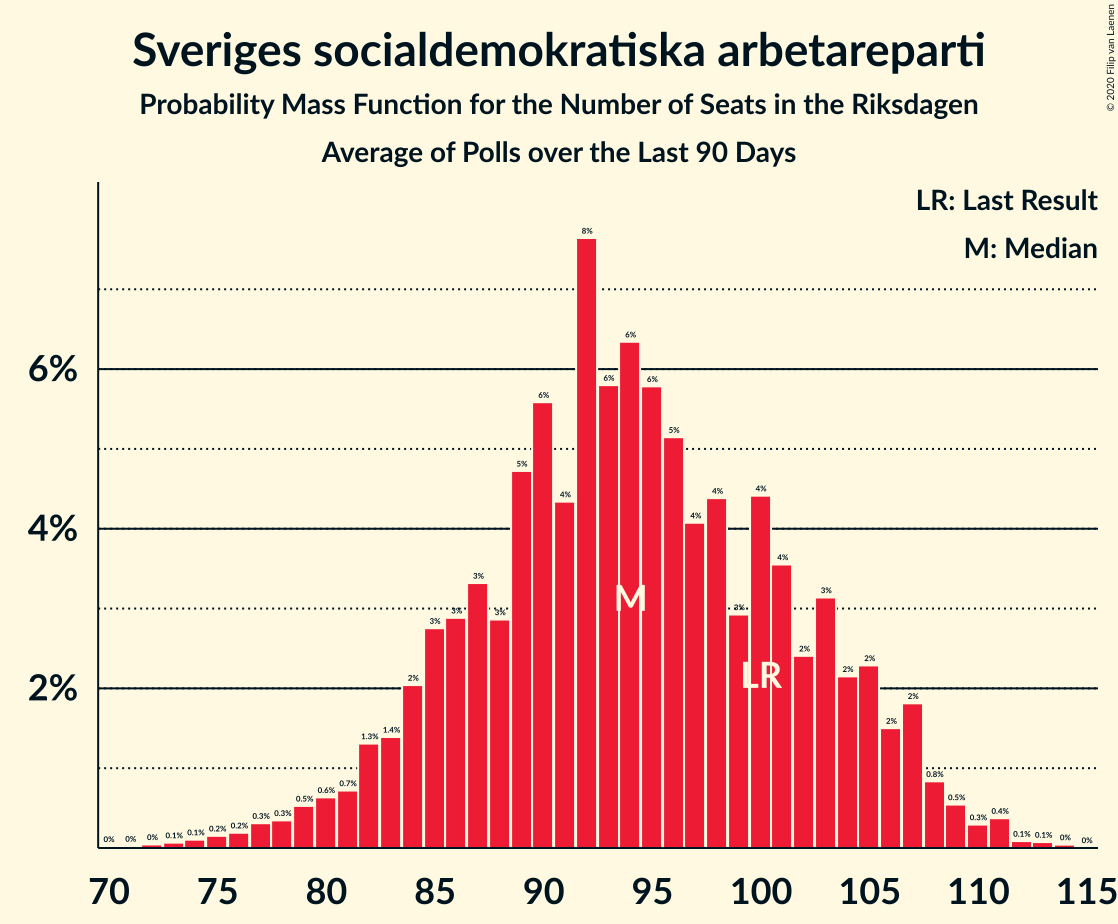 Sveriges socialdemokratiska arbetareparti
Probability Mass Function for the Number of Seats in the Riksdagen
Average of Polls over the Last 90 Days
© 2020 Filip van Laenen
LR: Last Result
M: Median
6%
4%
2%
0% 0% 0% 0.1% 0.1% 0.2% 0.2% 0.3% 0.3% 0.5% 0.6% 0.7% 1.3% 1.4% 2% 3% 3% 3% 3% 5% 6% 4% 8% 6% 6% 6% 5% 4% 4% 3% 4% 4% 2% 3% 2% 2% 2% 2% 0.8% 0.5% 0.3% 0.4% 0.1% 0.1% 0% 0%
M
LR
70 75 80 85 90 95 100 105 110 115